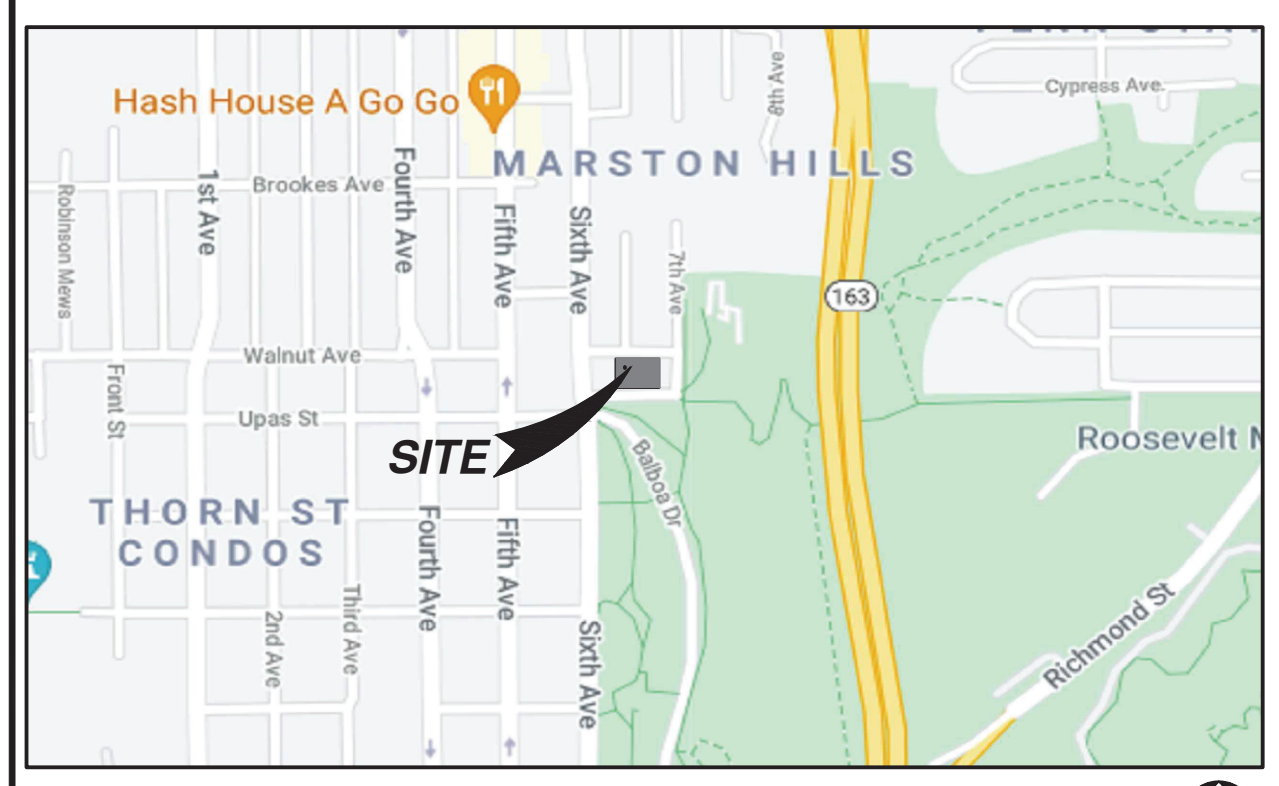 Cypress Ave.
8th Ave
Hash House A Go Go
MARSTON HILLS
Brookes Ave
Robinson Mews
1st Ave
Fourth Ave
Fifth Ave
Sixth Ave
7th Ave
163
Walnut Ave
Front St
Upas St
SITE
Balboa Dr
Roosevelt
THORN ST
CONDOS
Fourth Ave
Fifth Ave
2nd Ave
Third Ave
Sixth Ave
Richmond St